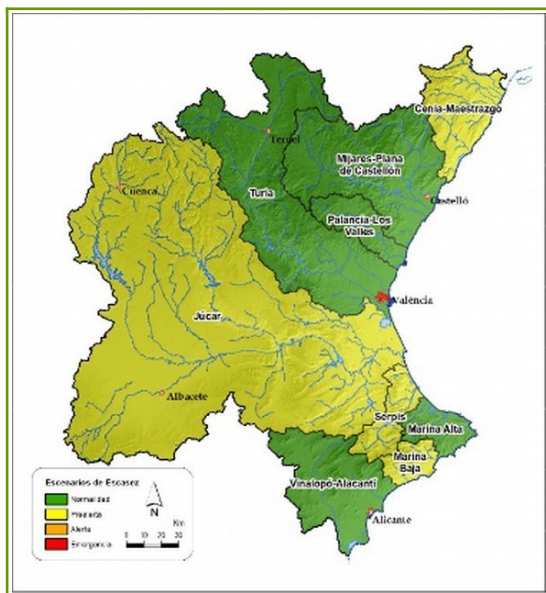 Cenia-Maestrazgo
Teruel
Mijares-Plana
de Castellón
Cuenca
Turia
Castelló
Palancia-Los
Valles
València
Júcar
Albacete
Serpis
Marina Alta
Marina
Baja
Vinalopó-Alacantí
Alicante
Escenarios de Escasez
Normalidad
Prealerta
Alerta
Emergencia
N
Km
0 10 20 30